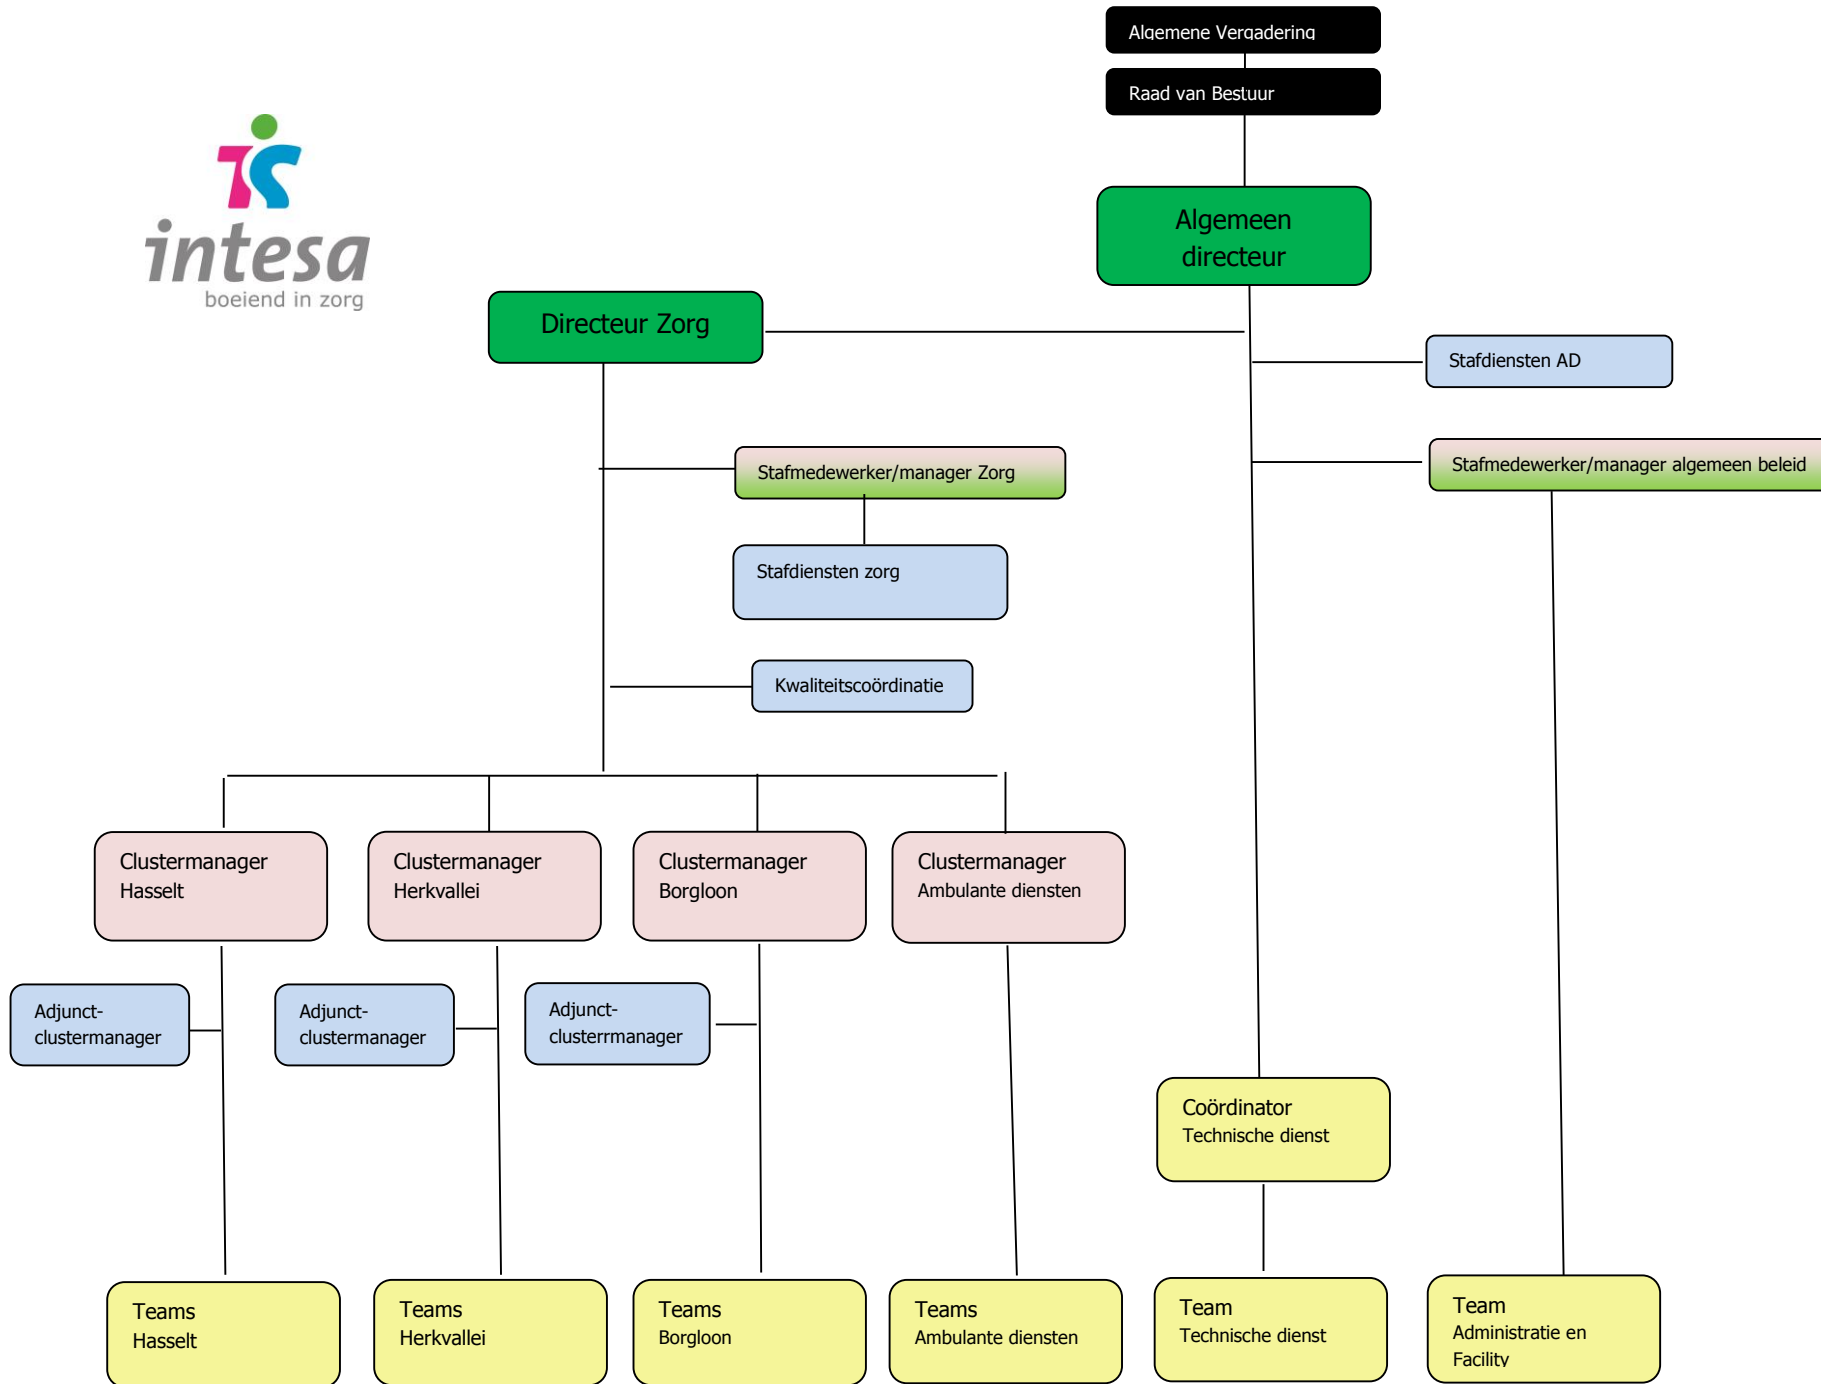 Algemene Vergadering
Raad van Bestuur
intesa
boeiend in zorg
Algemeen
directeur
Directeur Zorg
Stafdiensten AD
Stafmedewerker/manager Zorg
Stafmedewerker/manager algemeen beleid
Stafdiensten zorg
Kwaliteitscoördinatie
Clustermanager
Hasselt
Clustermanager
Herkvallei
Clustermanager
Borgloon
Clustermanager
Ambulante diensten
Adjunct-
clustermanager
Adjunct-
clustermanager
Adjunct-
clusterrmanager
Coördinator
Technische dienst
Teams
Hasselt
Teams
Herkvallei
Teams
Borgloon
Teams
Ambulante diensten
Team
Technische dienst
Team
Administratie en
Facility